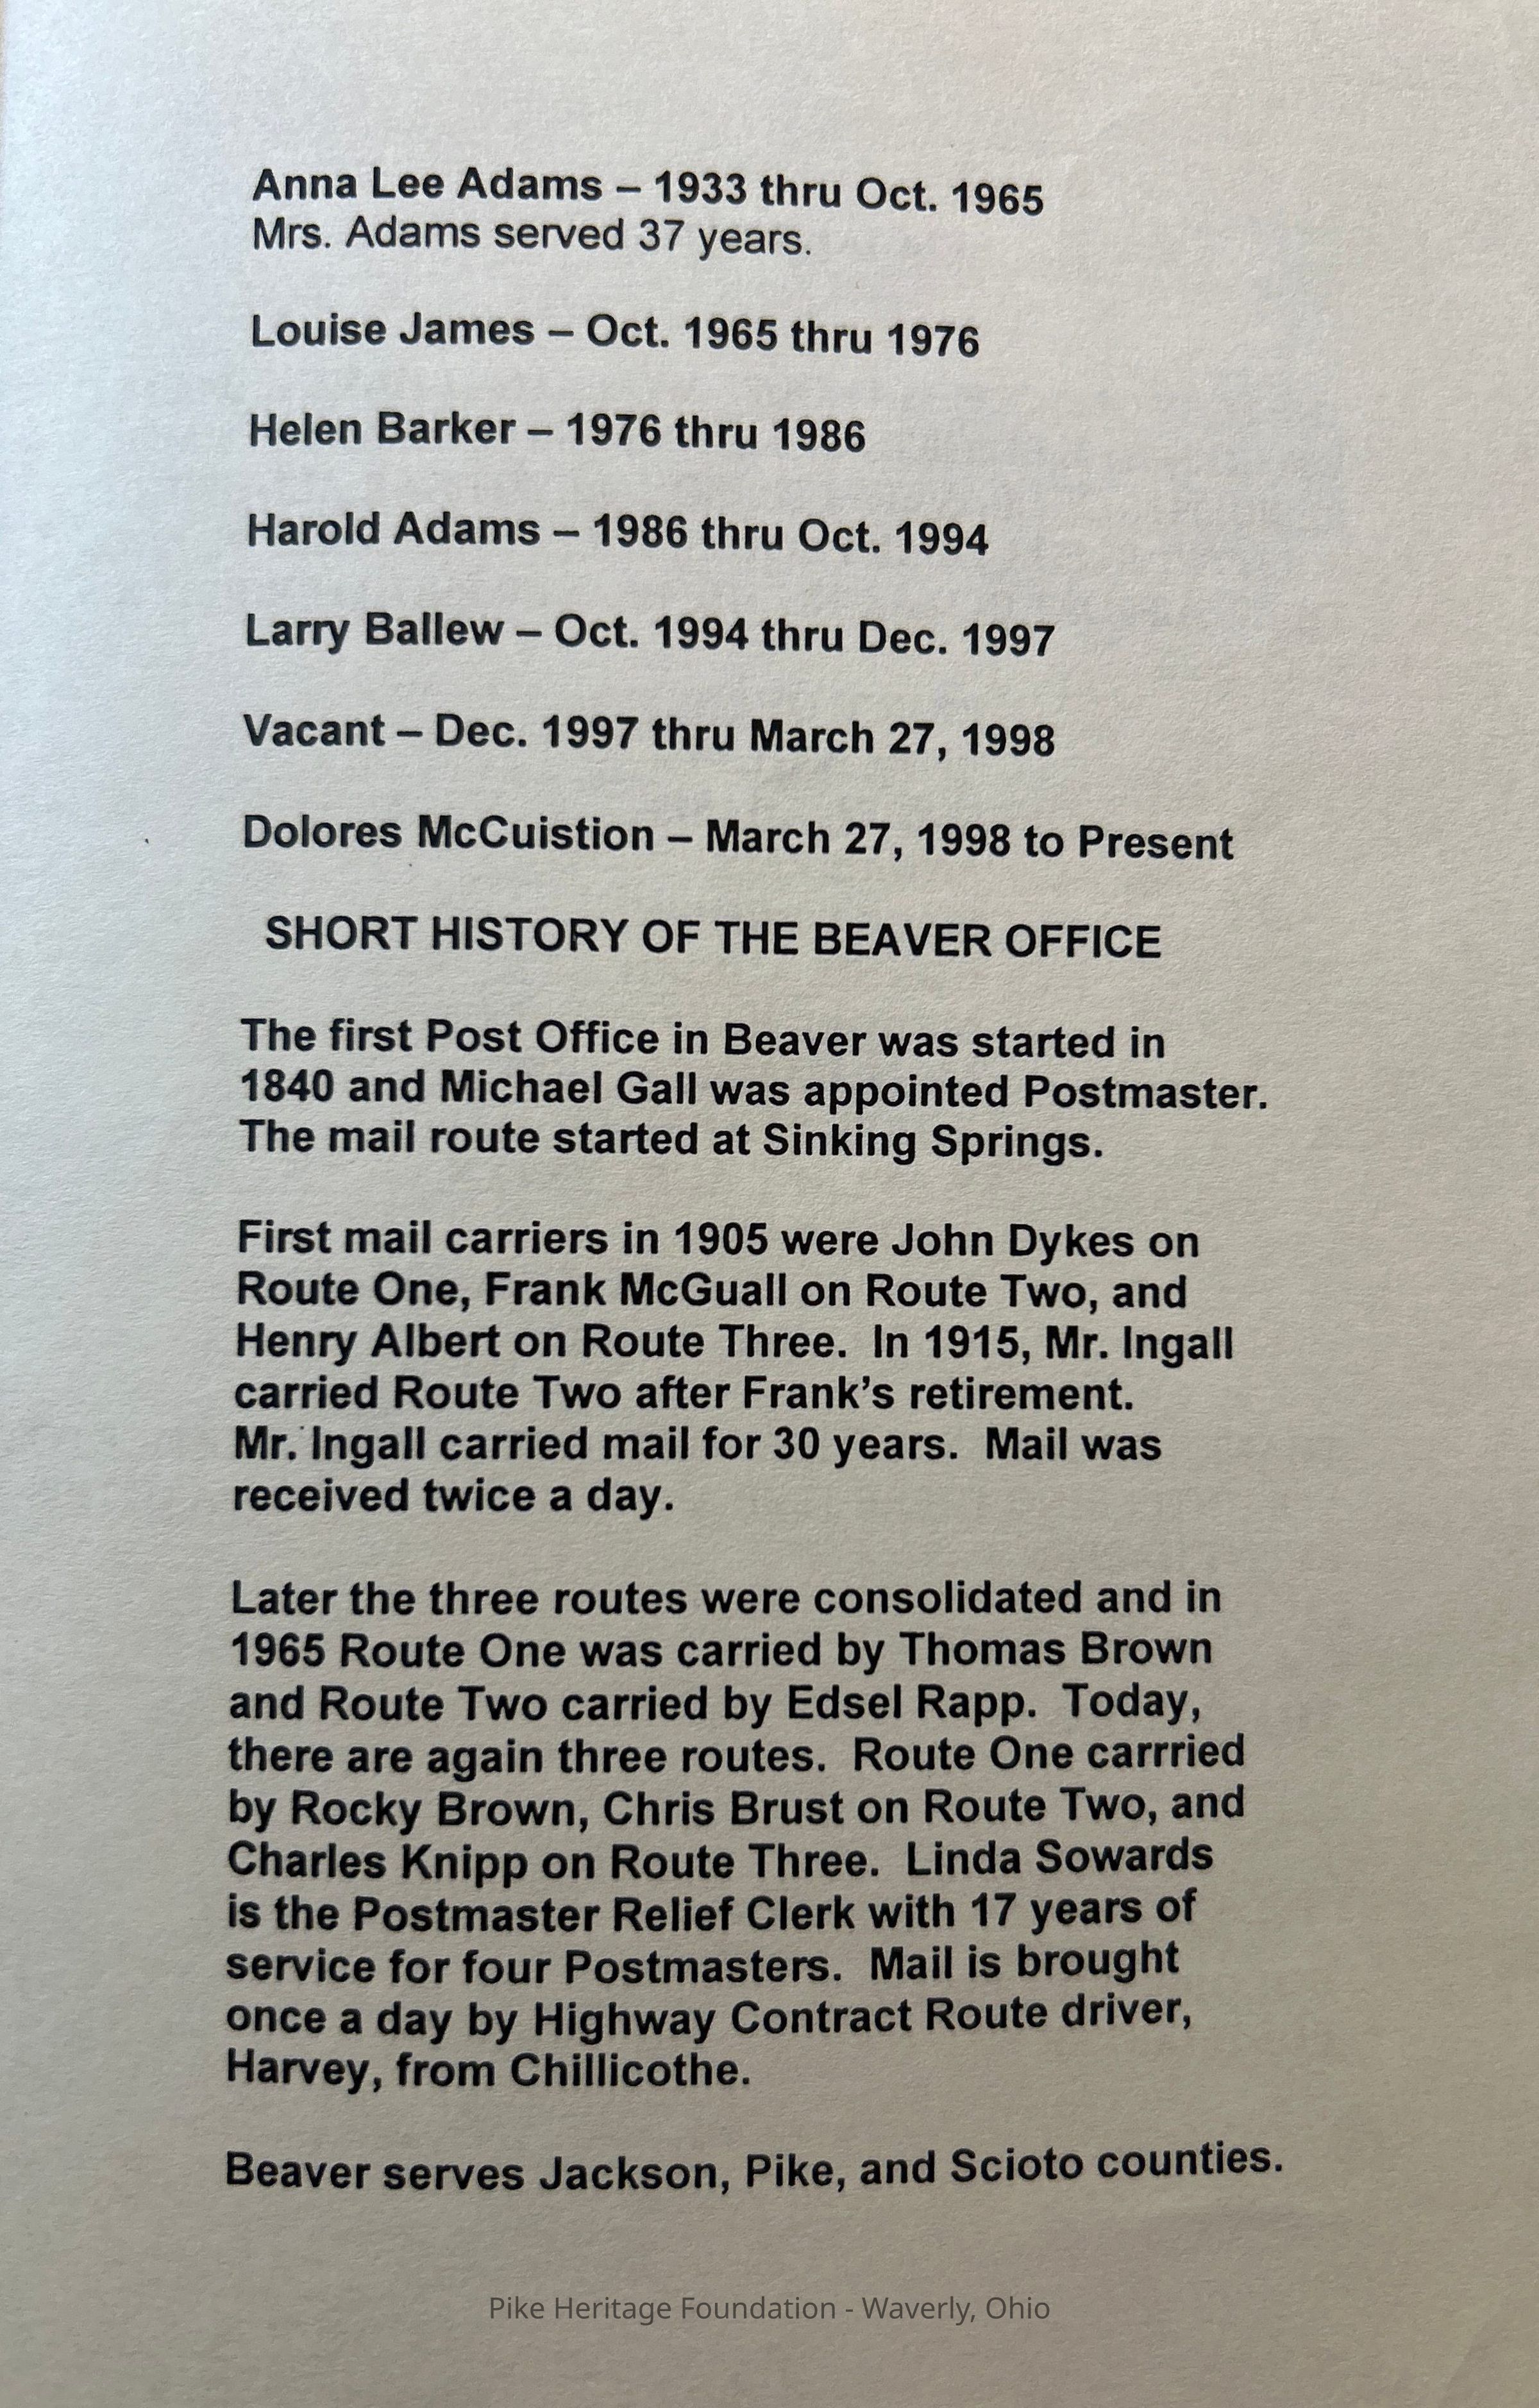 Anna Lee Adams – 1933 thru Oct. 1965
Mrs. Adams served 37 years.
Louise James – Oct. 1965 thru 1976
Helen Barker – 1976 thru 1986
Harold Adams – 1986 thru Oct. 1994
Larry Ballew – Oct. 1994 thru Dec. 1997
Vacant – Dec. 1997 thru March 27, 1998
Dolores McCuistion – March 27, 1998 to Present
SHORT HISTORY OF THE BEAVER OFFICE
The first Post Office in Beaver was started in
1840 and Michael Gall was appointed Postmaster.
The mail route started at Sinking Springs.
First mail carriers in 1905 were John Dykes on
Route One, Frank McGuall on Route Two, and
Henry Albert on Route Three.  In 1915, Mr. Ingall
carried Route Two after Frank’s retirement.
Mr. Ingall carried mail for 30 years.  Mail was
received twice a day.
Later the three routes were consolidated and in
1965 Route One was carried by Thomas Brown
and Route Two carried by Edsel Rapp.  Today,
there are again three routes.  Route One carrried
by Rocky Brown, Chris Brust on Route Two, and
Charles Knipp on Route Three.  Linda Sowards
is the Postmaster Relief Clerk with 17 years of
service for four Postmasters.  Mail is brought
once a day by Highway Contract Route driver,
Harvey, from Chillicothe.
Beaver serves Jackson, Pike, and Scioto counties.
Pike Heritage Foundation - Waverly, Ohio